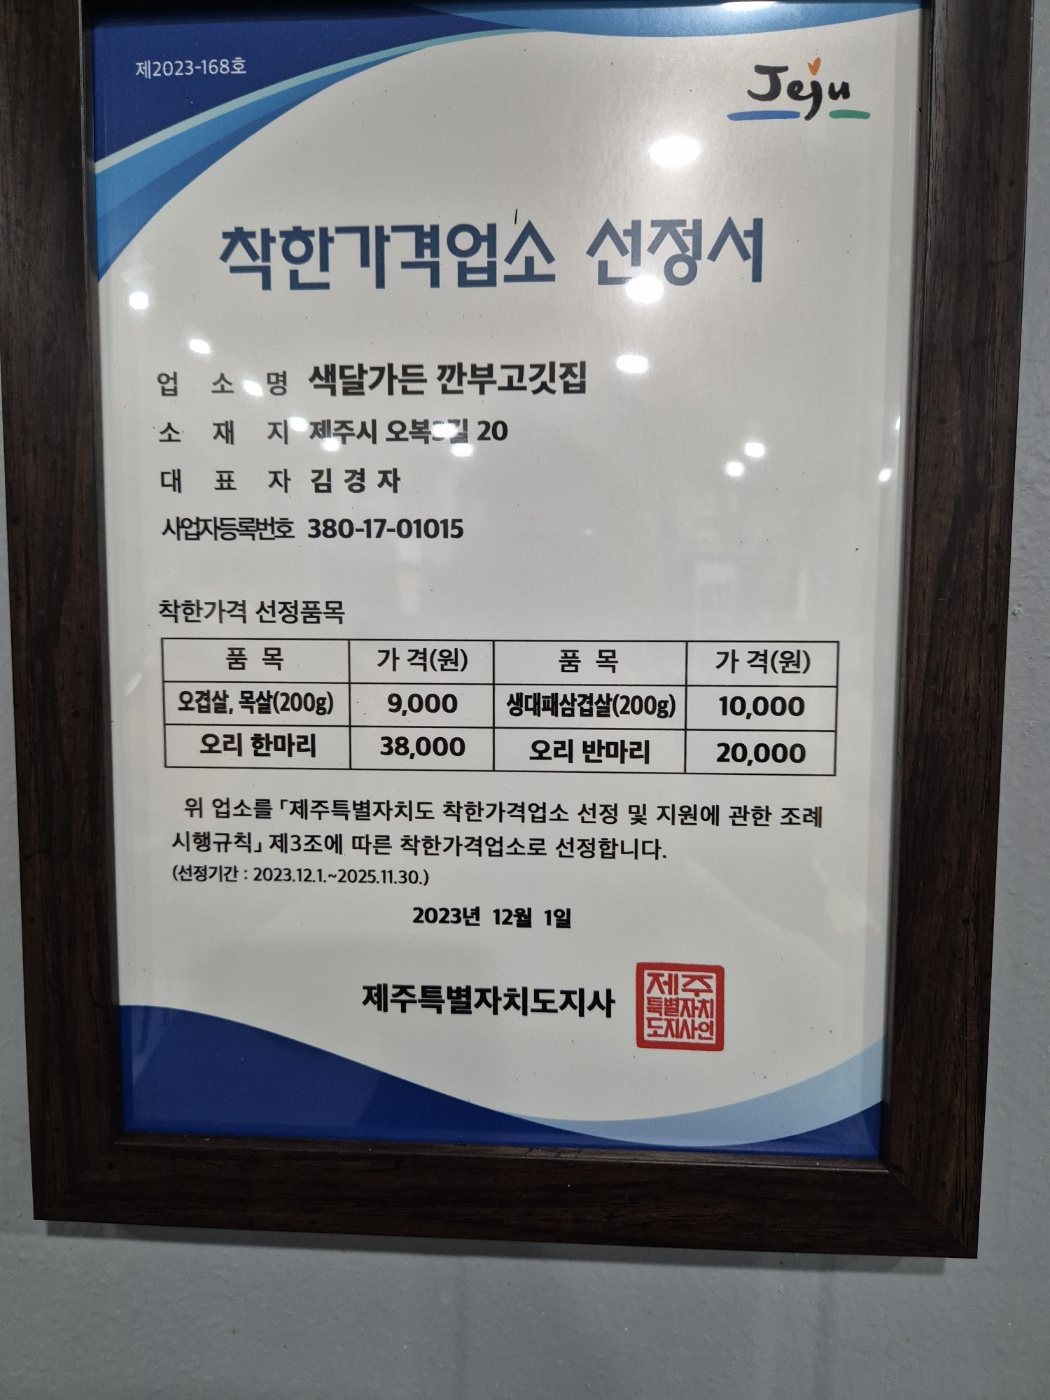 제2023-168호
Jeju
착한가격업소 선정서
업 소 명 색달가든 깐부고깃집
소 재 지 제주시 오복3길 20
대 표 자 김 경 자
사업자등록번호 380-17-01015
착한가격 선정품목
품 목 가 격(원) 품 목 가 격(원)
오겹살, 목살(200g) 9,000 생대패삼겹살(200g) 10,000
오리 한마리 38,000 오리 반마리 20,000
위 업소를 「제주특별자치도 착한가격업소 선정 및 지원에 관한 조례
시행규칙」 제3조에 따른 착한가격업소로 선정합니다.
(선정기간 : 2023.12.1.~2025.11.30.)
2023년 12월 1일
제주특별자치도지사
제주
특별자치
도지사인